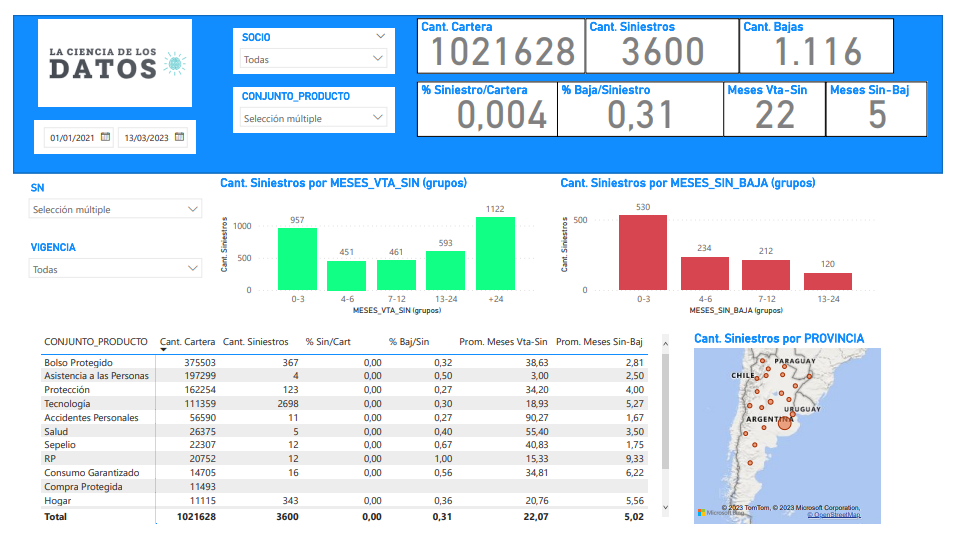 LA CIENCIA DE LOS
DATOS
01/01/2021 13/03/2023
SOCIO
Todas
CONJUNTO_PRODUCTO
Selección múltiple
Cant. Cartera
1021628
Cant. Siniestros
3600
Cant. Bajas
1.116
% Siniestro/Cartera
0,004
% Baja/Siniestro
0,31
Meses Vta-Sin
22
Meses Sin-Baj
5
SN
Selección múltiple
VIGENCIA
Todas
Cant. Siniestros por MESES_VTA_SIN (grupos)
Cant. Siniestros
1000
500
0
957
451
461
593
1122
0-3 4-6 7-12 13-24 +24
MESES_VTA_SIN (grupos)
Cant. Siniestros por MESES_SIN_BAJA (grupos)
Cant. Siniestros
500
0
530
234
212
120
0-3 4-6 7-12 13-24
MESES_SIN_BAJA (grupos)
CONJUNTO_PRODUCTO Cant. Cartera Cant. Siniestros % Sin/Cart % Baj/Sin Prom. Meses Vta-Sin Prom. Meses Sin-Baj
Bolso Protegido 375503 367 0,00 0,32 38,63 2,81
Asistencia a las Personas 197299 4 0,00 0,50 3,00 2,50
Protección 162254 123 0,00 0,27 34,20 4,00
Tecnología 111359 2698 0,00 0,30 18,93 5,27
Accidentes Personales 56590 11 0,00 0,27 90,27 1,67
Salud 26375 5 0,00 0,40 55,40 3,50
Sepelio 22307 12 0,00 0,67 40,83 1,75
RP 20752 12 0,00 1,00 15,33 9,33
Consumo Garantizado 14705 16 0,00 0,56 34,81 6,22
Compra Protegida 11493
Hogar 11115 343 0,00 0,36 20,76 5,56
Total 1021628 3600 0,00 0,31 22,07 5,02
Cant. Siniestros por PROVINCIA
PARAGUAY
CHILE
URUGUAY
ARGENTINA
© 2023 TomTom, © 2023 Microsoft Corporation,
Microsoft Bing
© OpenStreetMap